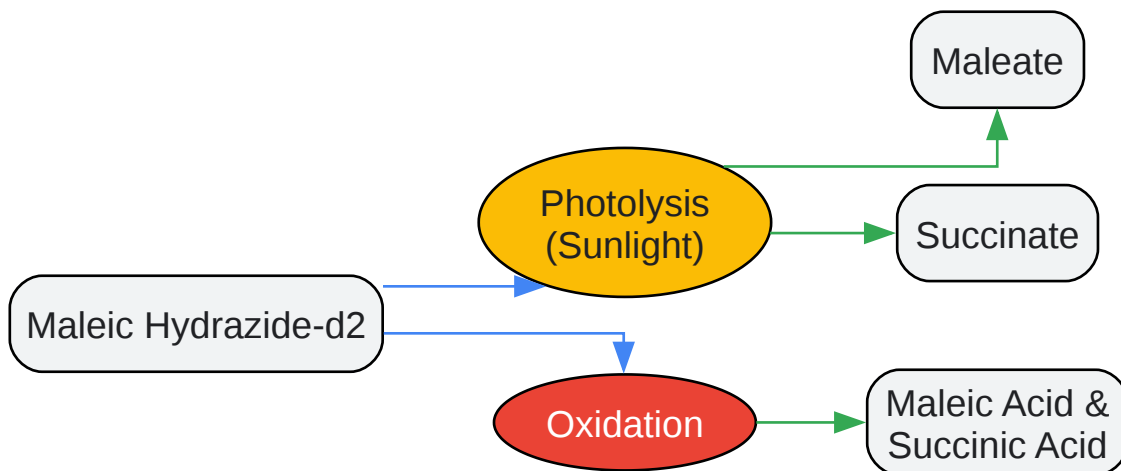 Maleate
Photolysis
(Sunlight)
Succinate
Maleic Hydrazide-d2
Oxidation
Maleic Acid &
Succinic Acid